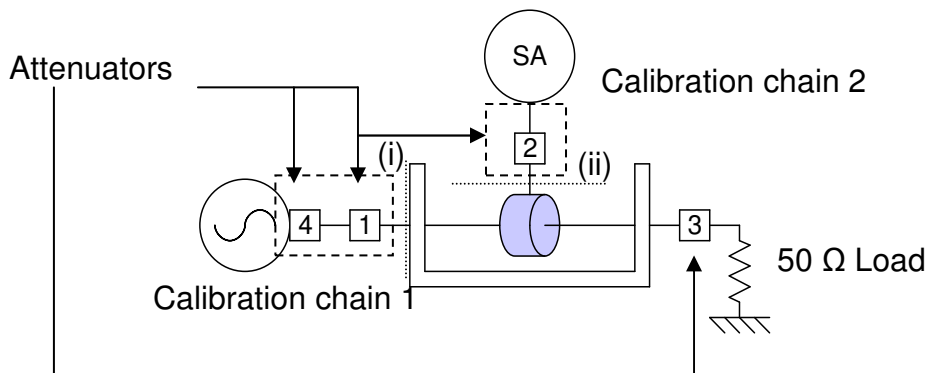 SA
Attenuators
Calibration chain 2
2
(i)
(ii)
4
1
3
50 Ω Load
Calibration chain 1